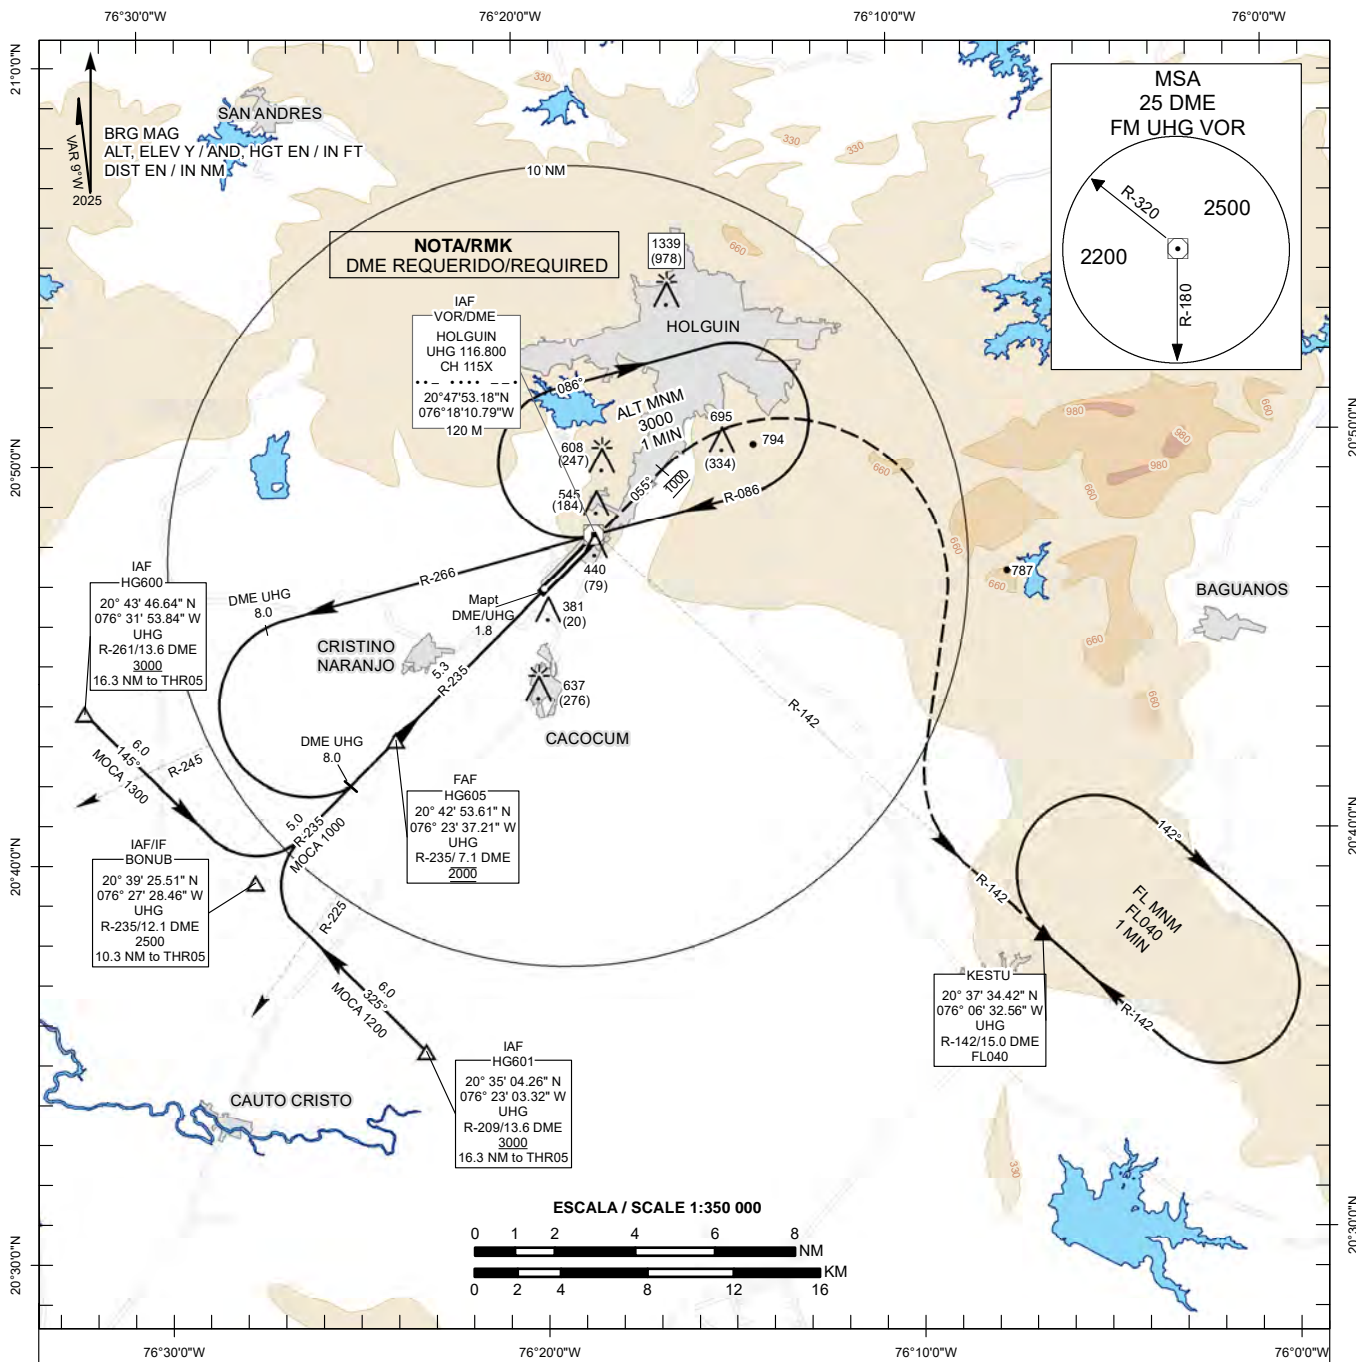 76°30'0"W
76°20'0"W
76°10'0"W
76°0'0"W
21°0'0"N
20°50'0"N
20°40'0"N
20°30'0"N
20°50'0"N
20°40'0"N
20°30'0"N
VAR 9°W
2025
BRG MAG
ALT, ELEV Y / AND, HGT EN / IN FT
DIST EN / IN NM
SAN ANDRES
330
330
330
10 NM
MSA
25 DME
FM UHG VOR
R-320
2500
2200
R-180
NOTA/RMK
DME REQUERIDO/REQUIRED
1339
(978)
660
HOLGUIN
IAF
VOR/DME
HOLGUIN
UHG 116.800
CH 115X
20°47'53.18"N
076°18'10.79"W
120 M
086°
ALT MNM
3000
1 MIN
695
(334)
794
608
(247)
545
(184)
055°
1000
R-086
440
(79)
660
980
980
980
660
660
660
660
660
660
787
BAGUANOS
IAF
HG600
20° 43' 46.64" N
076° 31' 53.84" W
UHG
R-261/13.6 DME
3000
16.3 NM to THR05
R-266
DME UHG
8.0
Mapt
DME/UHG
1.8
381
(20)
CRISTINO
NARANJO
5.3
R-235
637
(276)
CACOCUM
R-142
6.0
145°
MOCA 1300
R-245
DME UHG
8.0
FAF
HG605
20° 42' 53.61" N
076° 23' 37.21" W
UHG
R-235/ 7.1 DME
2000
5.0
R-235
MOCA 1000
IAF/IF
BONUB
20° 39' 25.51" N
076° 27' 28.46" W
UHG
R-235/12.1 DME
2500
10.3 NM to THR05
R-225
142°
FL MNM
FL040
1 MIN
R-142
R-142
KESTU
20° 37' 34.42" N
076° 06' 32.56" W
UHG
R-142/15.0 DME
FL040
6.0
325°
MOCA 1200
IAF
HG601
20° 35' 04.26" N
076° 23' 03.32" W
UHG
R-209/13.6 DME
3000
16.3 NM to THR05
CAUTO CRISTO
330
ESCALA / SCALE 1:350 000
0 1 2 4 6 8
NM
KM
0 2 4 8 12 16
76°30'0"W
76°20'0"W
76°10'0"W
76°0'0"W